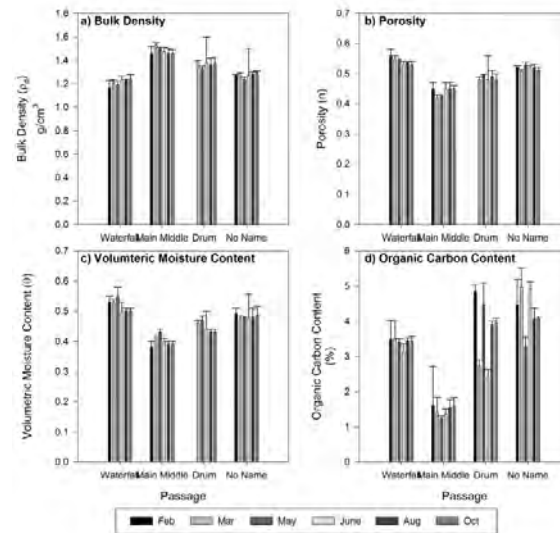 a) Bulk Density
Bulk Density (ρb)
g/cm³
1.8
1.6
1.4
1.2
1.0
0.8
0.6
0.4
0.2
0.0
Waterfall Main Middle Drum No Name
b) Porosity
Porosity (n)
0.7
0.6
0.5
0.4
0.3
0.2
0.1
0.0
Waterfall Main Middle Drum No Name
c) Volumteric Moisture Content
Volumetric Moisture Content (θ)
0.7
0.6
0.5
0.4
0.3
0.2
0.1
0.0
Waterfall Main Middle Drum No Name
Passage
d) Organic Carbon Content
Organic Carbon Content
(%)
6
5
4
3
2
1
0
Waterfall Main Middle Drum No Name
Passage
Feb Mar May June Aug Oct